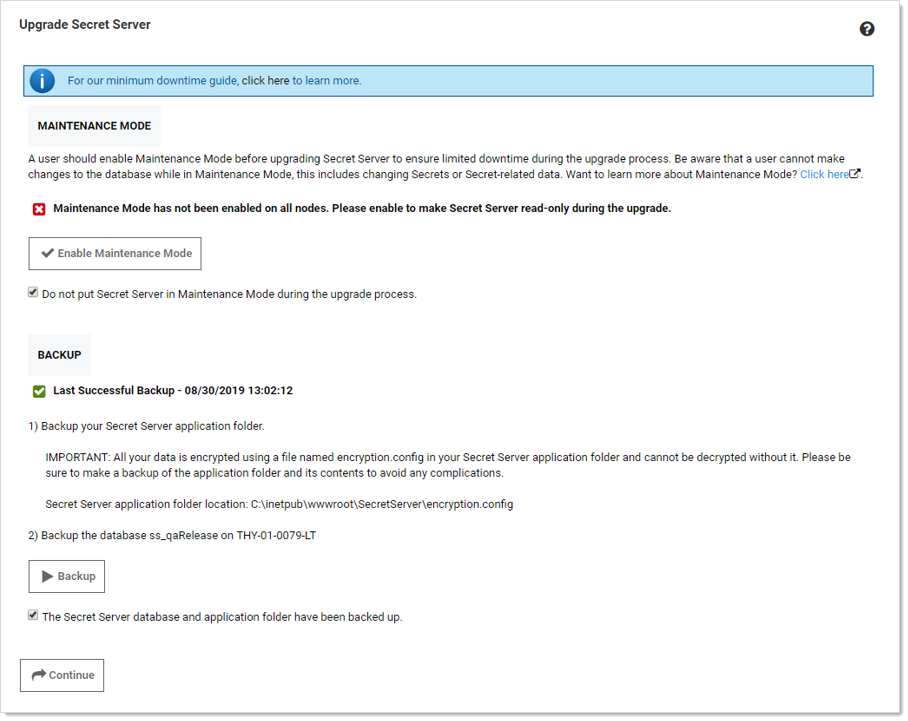 Upgrade Secret Server
For our minimum downtime guide, click here to learn more.
MAINTENANCE MODE
A user should enable Maintenance Mode before upgrading Secret Server to ensure limited downtime during the upgrade process. Be aware that a user cannot make
changes to the database while in Maintenance Mode, this includes changing Secrets or Secret-related data. Want to learn more about Maintenance Mode? Click here.
Maintenance Mode has not been enabled on all nodes. Please enable to make Secret Server read-only during the upgrade.
Enable Maintenance Mode
Do not put Secret Server in Maintenance Mode during the upgrade process.
BACKUP
Last Successful Backup - 08/30/2019 13:02:12
1) Backup your Secret Server application folder.
IMPORTANT: All your data is encrypted using a file named encryption.config in your Secret Server application folder and cannot be decrypted without it. Please be
sure to make a backup of the application folder and its contents to avoid any complications.
Secret Server application folder location: C:\inetpub\wwwroot\SecretServer\encryption.config
2) Backup the database ss_qaRelease on THY-01-0079-LT
Backup
The Secret Server database and application folder have been backed up.
Continue